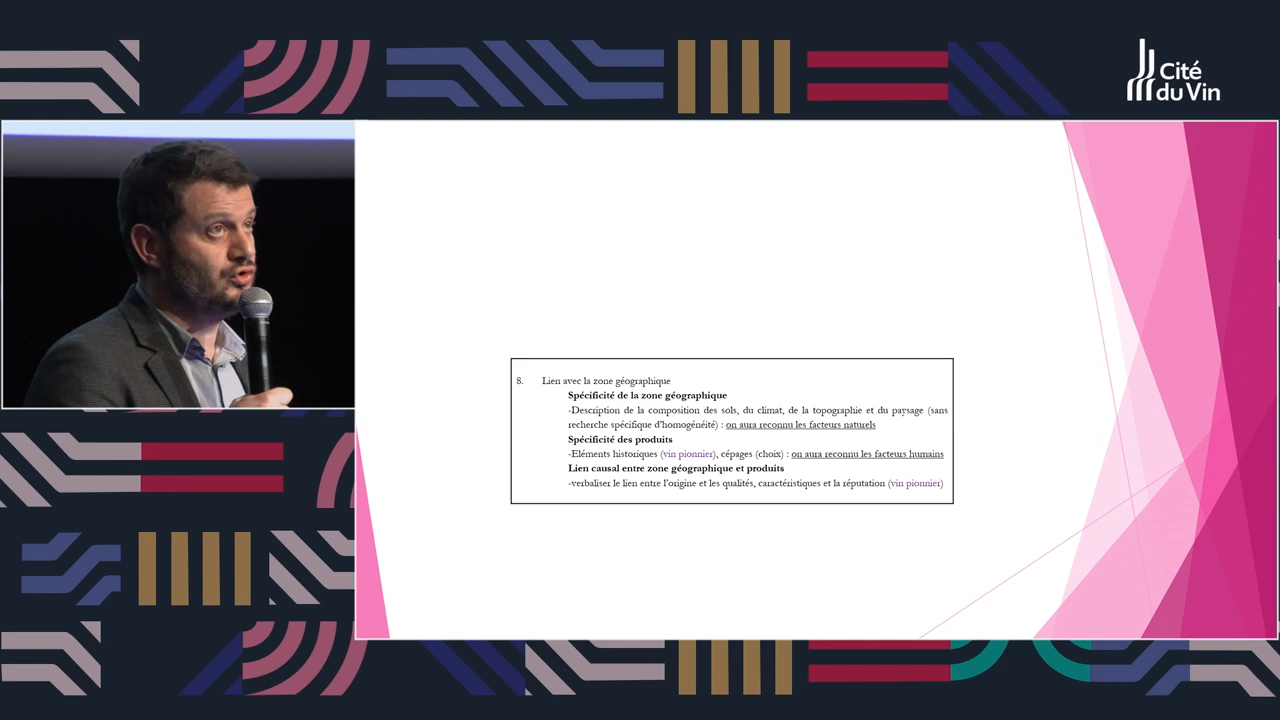 Cité
du Vin
8. Lien avec la zone géographique
Spécificité de la zone géographique
-Description de la composition des sols, du climat, de la topographie et du paysage (sans
recherche spécifique d'homogénéité) : on aura reconnu les facteurs naturels
Spécificité des produits
-Eléments historiques (vin pionnier), cépages (choix) : on aura reconnu les facteurs humains
Lien causal entre zone géographique et produits
-verbaliser le lien entre l'origine et les qualités, caractéristiques et la réputation (vin pionnier)